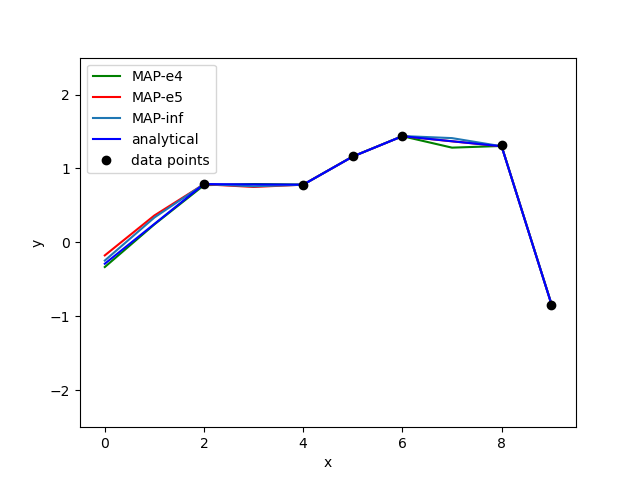 MAP-e4
MAP-e5
MAP-inf
analytical
data points
2
1
0
−1
−2
y
0 2 4 6 8
x